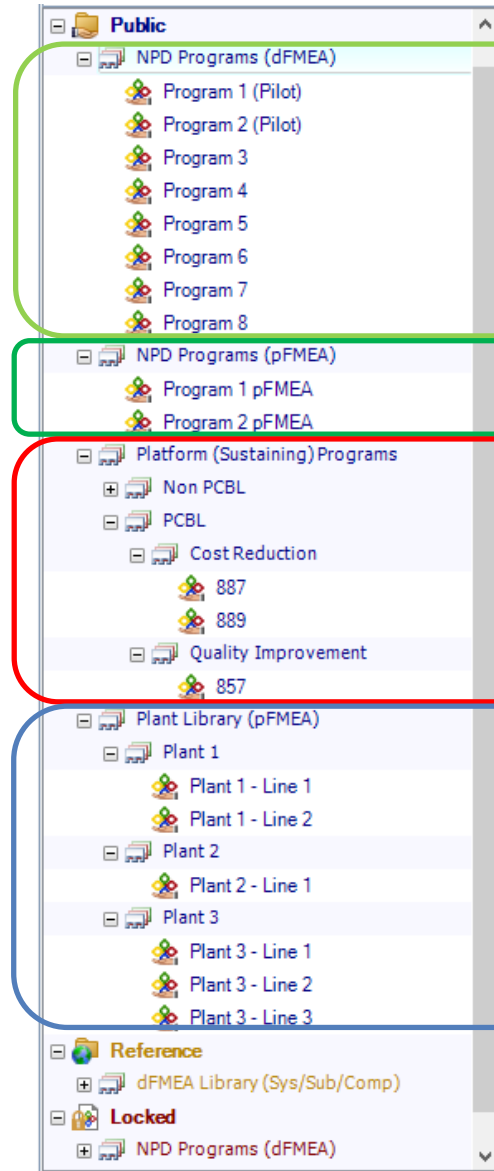 Public
NPD Programs (dFMEA)
Program 1 (Pilot)
Program 2 (Pilot)
Program 3
Program 4
Program 5
Program 6
Program 7
Program 8
NPD Programs (pFMEA)
Program 1 pFMEA
Program 2 pFMEA
Platform (Sustaining) Programs
Non PCBL
PCBL
Cost Reduction
887
889
Quality Improvement
857
Plant Library (pFMEA)
Plant 1
Plant 1 - Line 1
Plant 1 - Line 2
Plant 2
Plant 2 - Line 1
Plant 3
Plant 3 - Line 1
Plant 3 - Line 2
Plant 3 - Line 3
Reference
dFMEA Library (Sys/Sub/Comp)
Locked
NPD Programs (dFMEA)